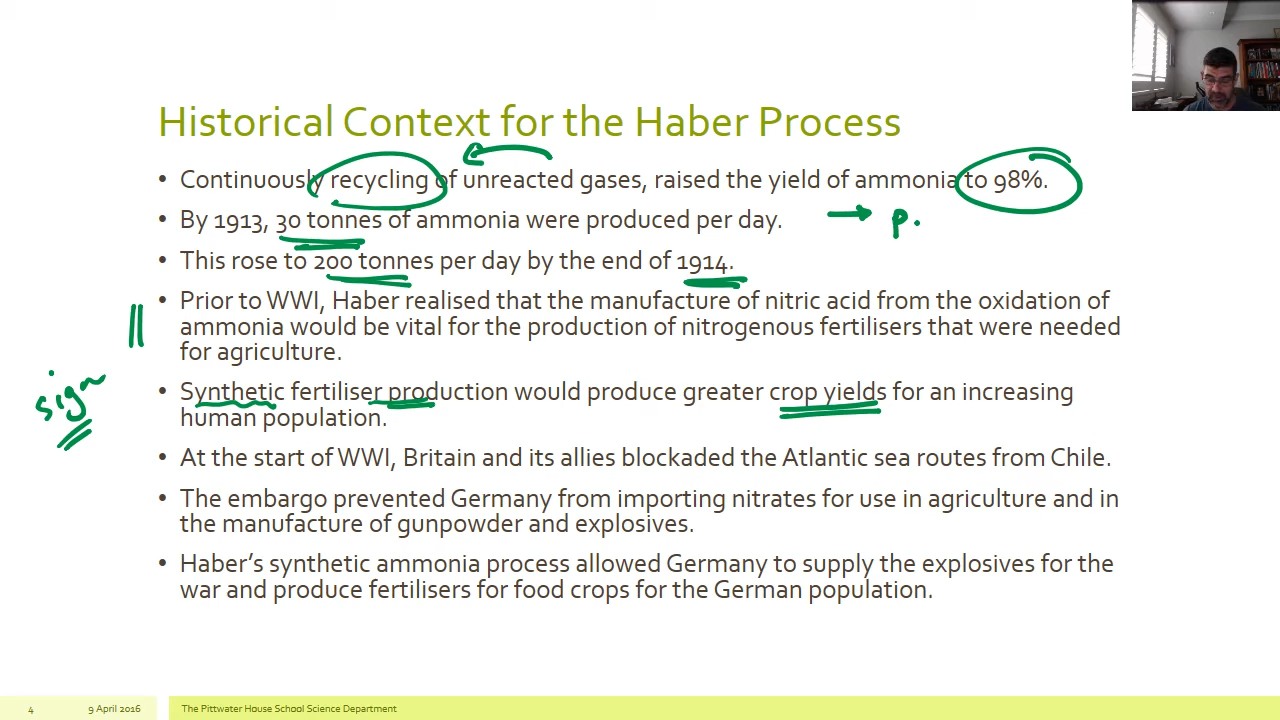 Historical Context for the Haber Process
• Continuously recycling of unreacted gases, raised the yield of ammonia to 98%.
• By 1913, 30 tonnes of ammonia were produced per day.
→ p.
• This rose to 200 tonnes per day by the end of 1914.
• Prior to WWI, Haber realised that the manufacture of nitric acid from the oxidation of
ammonia would be vital for the production of nitrogenous fertilisers that were needed
for agriculture.
sign
• Synthetic fertiliser production would produce greater crop yields for an increasing
human population.
• At the start of WWI, Britain and its allies blockaded the Atlantic sea routes from Chile.
• The embargo prevented Germany from importing nitrates for use in agriculture and in
the manufacture of gunpowder and explosives.
• Haber's synthetic ammonia process allowed Germany to supply the explosives for the
war and produce fertilisers for food crops for the German population.
4 9 April 2016 The Pittwater House School Science Department